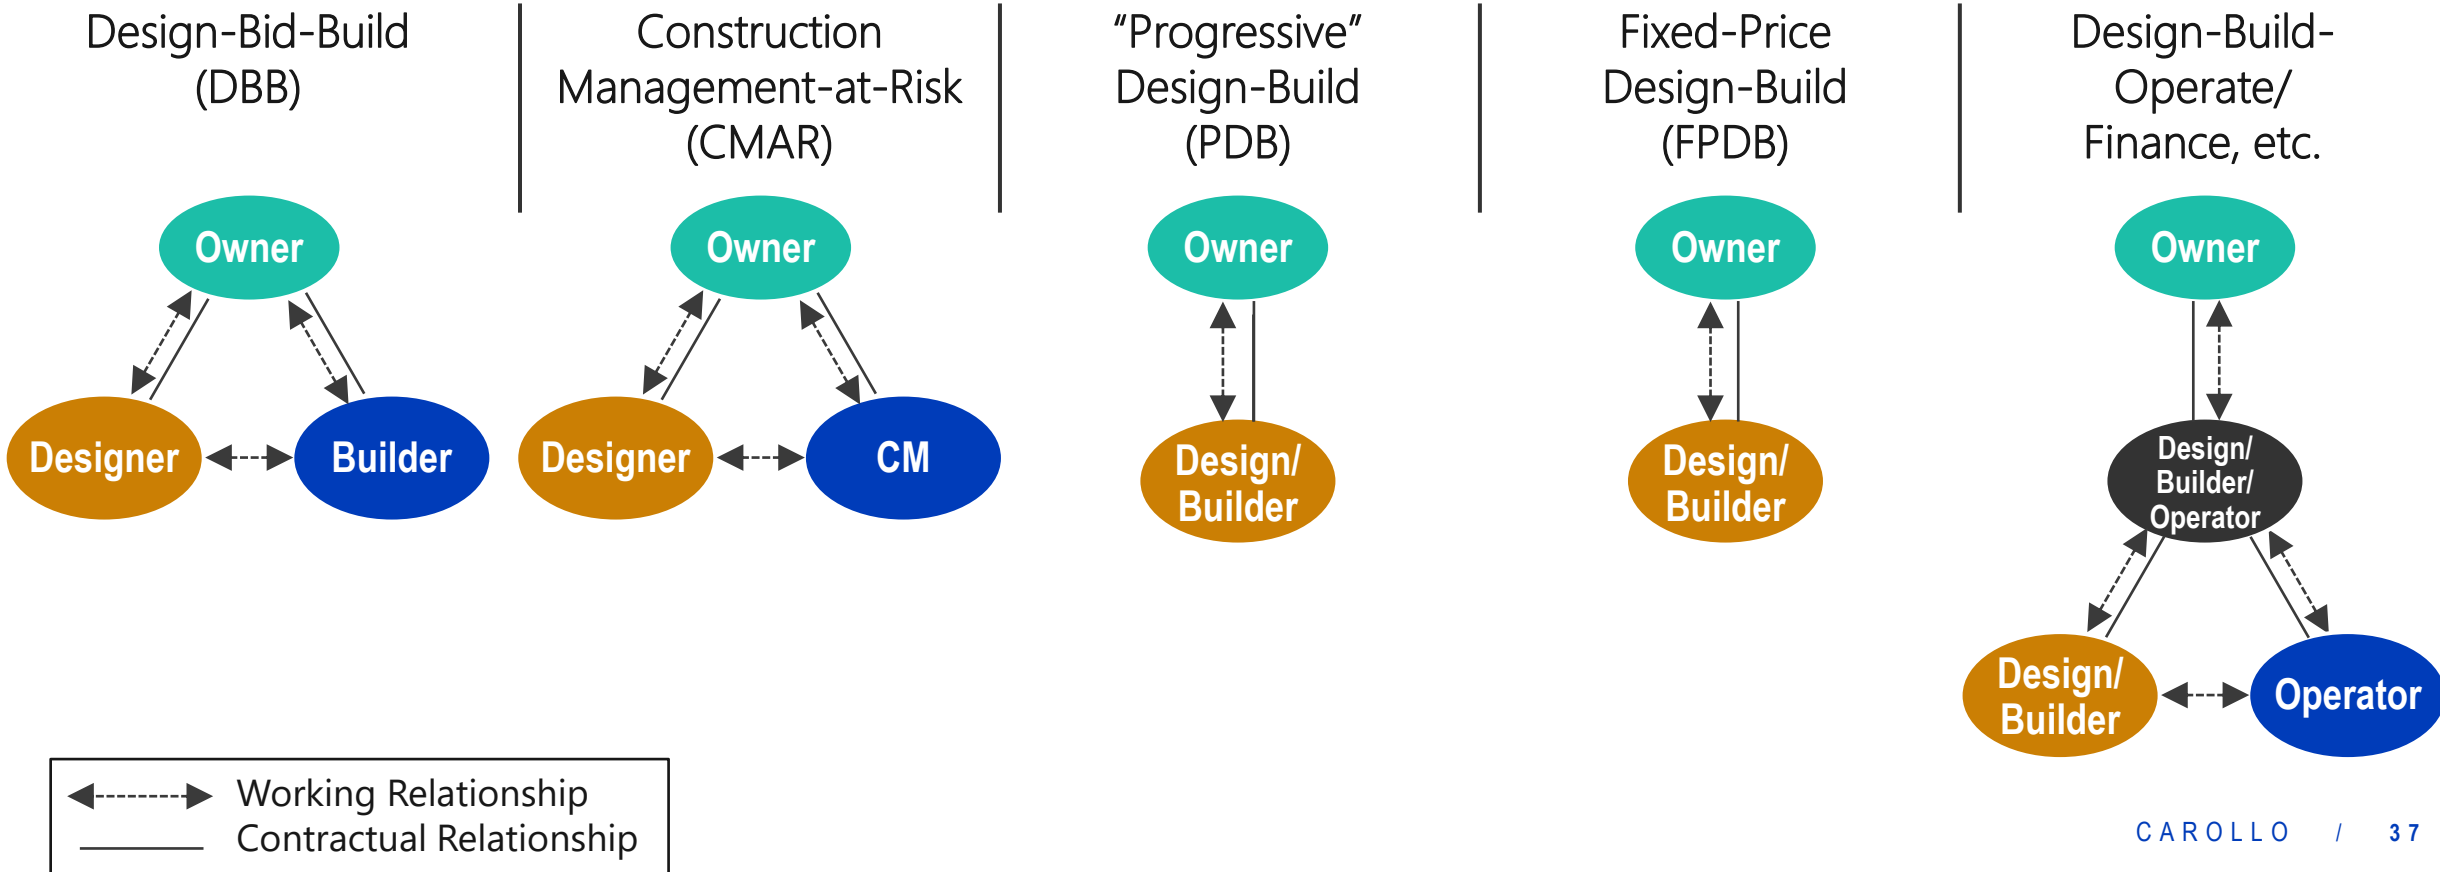 Design-Bid-Build
(DBB)
Construction
Management-at-Risk
(CMAR)
“Progressive”
Design-Build
(PDB)
Fixed-Price
Design-Build
(FPDB)
Design-Build-
Operate/
Finance, etc.
Owner
Designer
Builder
Owner
Designer
CM
Owner
Design/
Builder
Owner
Design/
Builder
Owner
Design/
Builder/
Operator
Design/
Builder
Operator
Working Relationship
Contractual Relationship
CAROLLO / 37